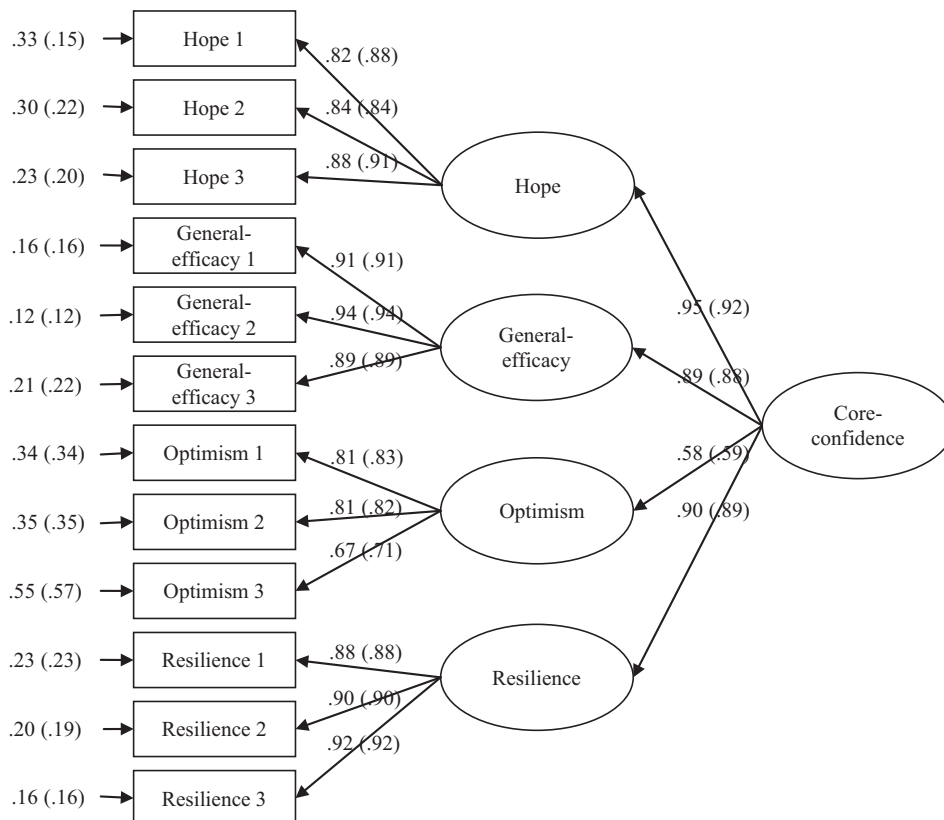 .33 (.15)
Hope 1
.82 (.88)
.30 (.22)
Hope 2
.84 (.84)
.23 (.20)
Hope 3
.88 (.91)
Hope
.16 (.16)
General-
efficacy 1
.91 (.91)
.12 (.12)
General-
efficacy 2
.94 (.94)
.21 (.22)
General-
efficacy 3
.89 (.89)
General-
efficacy
.95 (.92)
.89 (.88)
.58 (.59)
.90 (.89)
Core-
confidence
.34 (.34)
Optimism 1
.81 (.83)
.35 (.35)
Optimism 2
.81 (.82)
.55 (.57)
Optimism 3
.67 (.71)
Optimism
.23 (.23)
Resilience 1
.88 (.88)
.20 (.19)
Resilience 2
.90 (.90)
.16 (.16)
Resilience 3
.92 (.92)
Resilience